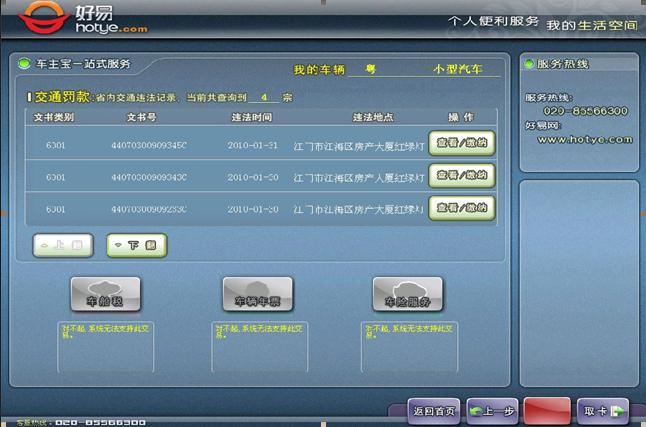 好易
hotye.com
个人便利服务 我的生活空间
车主宝一站式服务
我的车辆 粤 小型汽车
交通罚款:省内交通违法记录, 当前共查询到 4 宗
文书类别 文书号 违法时间 违法地点 操 作
6001 44070300909345C 2010-01-31 江门市江海区房产大厦红绿灯 查看/缴纳
6001 2010-01-30 江门市江海区房产大厦红绿灯 查看/缴纳
6001 2010-01-30 江门市江海区房产大厦红绿灯 查看/缴纳
上 翻 下 翻
车船税 车辆年票 车险服务
对不起,系统无法支持此交易。
对不起,系统无法支持此交易。
对不起,系统无法支持此交易。
服务热线
服务热线:
020-85566300
好易网:
www.hotye.com
返回首页 上一步 取 卡
客服热线:020-85566300